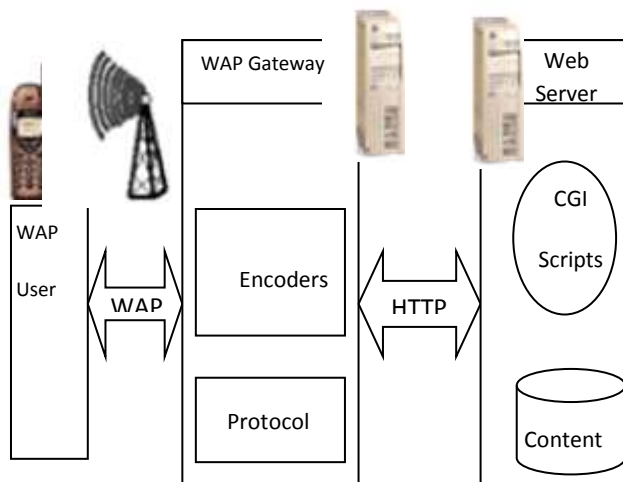 WAP Gateway
Web
Server
WAP
User
WAP
Encoders
HTTP
CGI
Scripts
Protocol
Content